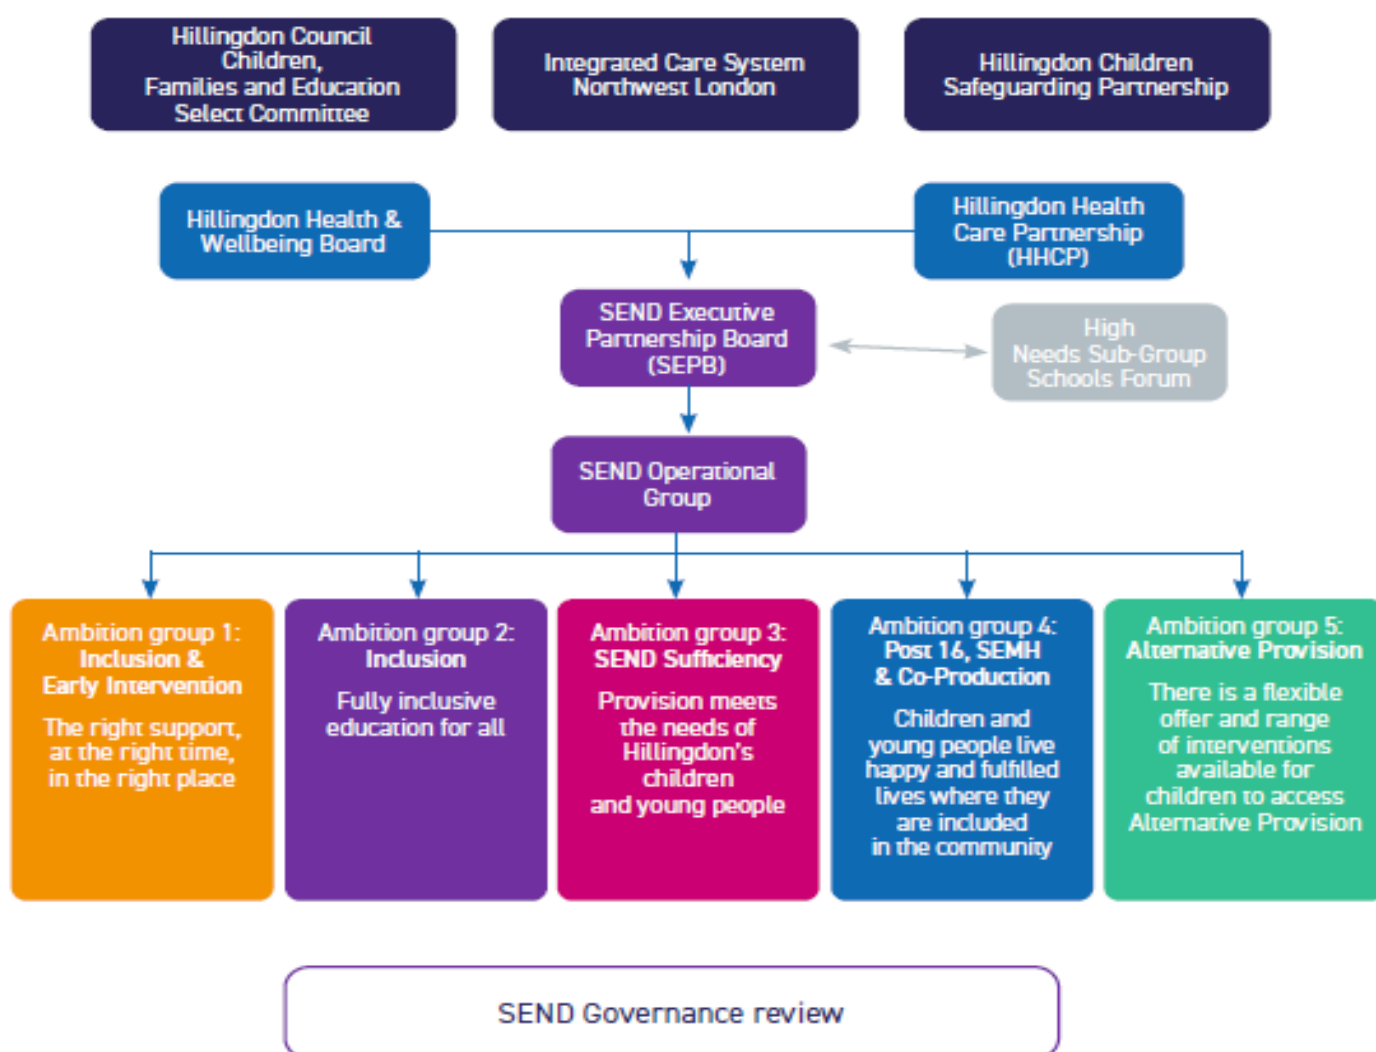 Hillingdon Council
Children,
Families and Education
Select Committee
Integrated Care System
Northwest London
Hillingdon Children
Safeguarding Partnership
Hillingdon Health &
Wellbeing Board
Hillingdon Health
Care Partnership
(HHCP)
SEND Executive
Partnership Board
(SEPB)
High
Needs Sub-Group
Schools Forum
SEND Operational
Group
Ambition group 1:
Inclusion &
Early Intervention
The right support,
at the right time,
in the right place
Ambition group 2:
Inclusion
Fully inclusive
education for all
Ambition group 3:
SEND Sufficiency
Provision meets
the needs of
Hillingdon's
children
and young people
Ambition group 4:
Post 16, SEMH
& Co-Production
Children and
young people live
happy and fulfilled
lives where they
are included
in the community
Ambition group 5:
Alternative Provision
There is a flexible
offer and range
of interventions
available for
children to access
Alternative Provision
SEND Governance review